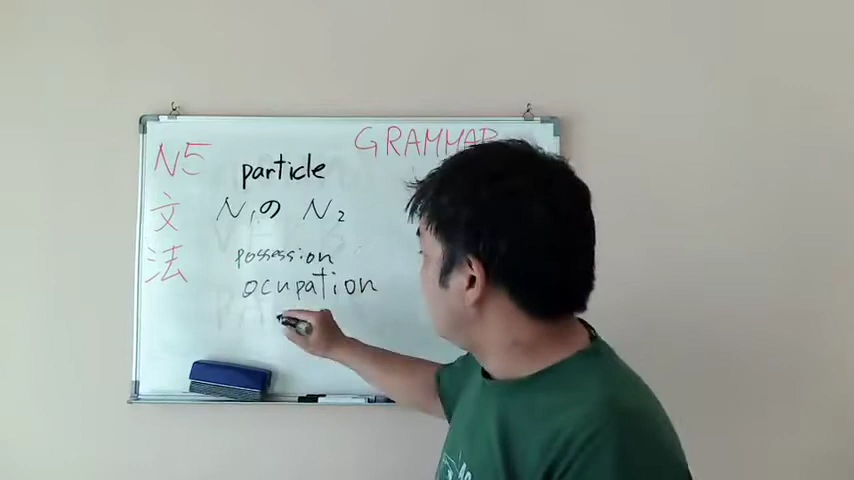 GRAMMAR
N5
文
法
particle
N1の N2
possession
ocupation